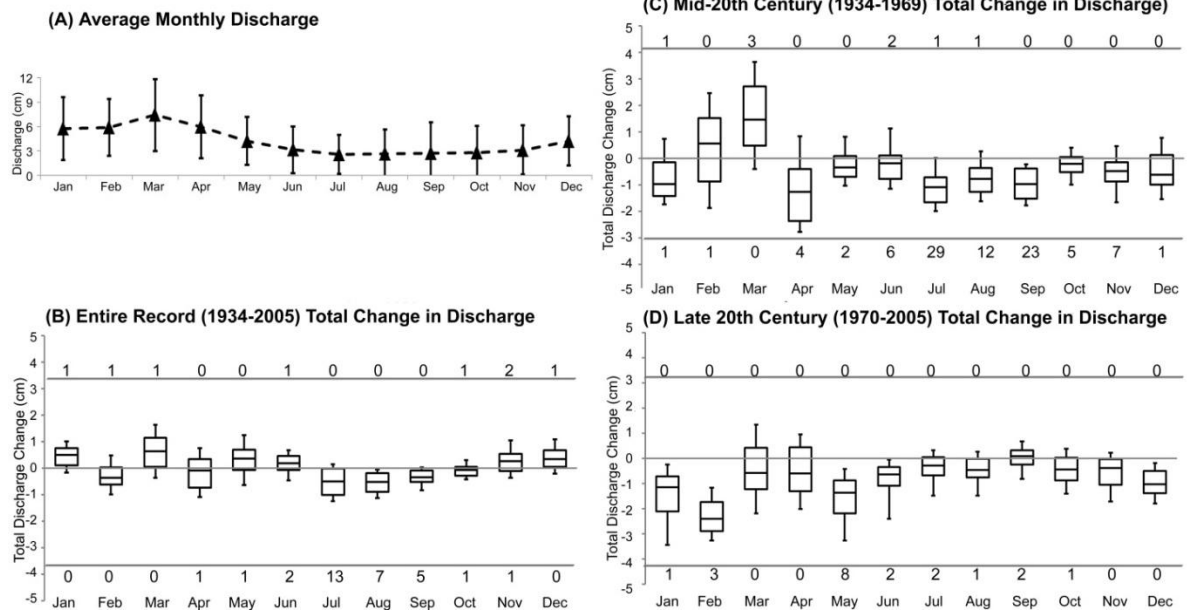 (A) Average Monthly Discharge
Discharge (cm)
12
9
6
3
0
Jan Feb Mar Apr May Jun Jul Aug Sep Oct Nov Dec
(B) Entire Record (1934-2005) Total Change in Discharge
Total Discharge Change (cm)
5
4
3
2
1
0
-1
-2
-3
-4
-5
1 1 1 0 0 1 0 0 0 1 2 1
0 0 0 1 1 2 13 7 5 1 1 0
Jan Feb Mar Apr May Jun Jul Aug Sep Oct Nov Dec
(C) Mid-20th Century (1934-1969) Total Change in Discharge)
Total Discharge Change (cm)
5
4
3
2
1
0
-1
-2
-3
-4
-5
1 0 3 0 0 2 1 1 0 0 0 0
1 1 0 4 2 6 29 12 23 5 7 1
Jan Feb Mar Apr May Jun Jul Aug Sep Oct Nov Dec
(D) Late 20th Century (1970-2005) Total Change in Discharge
Total Discharge Change (cm)
5
4
3
2
1
0
-1
-2
-3
-4
-5
0 0 0 0 0 0 0 0 0 0 0 0
1 3 0 0 8 2 2 1 2 1 0 0
Jan Feb Mar Apr May Jun Jul Aug Sep Oct Nov Dec